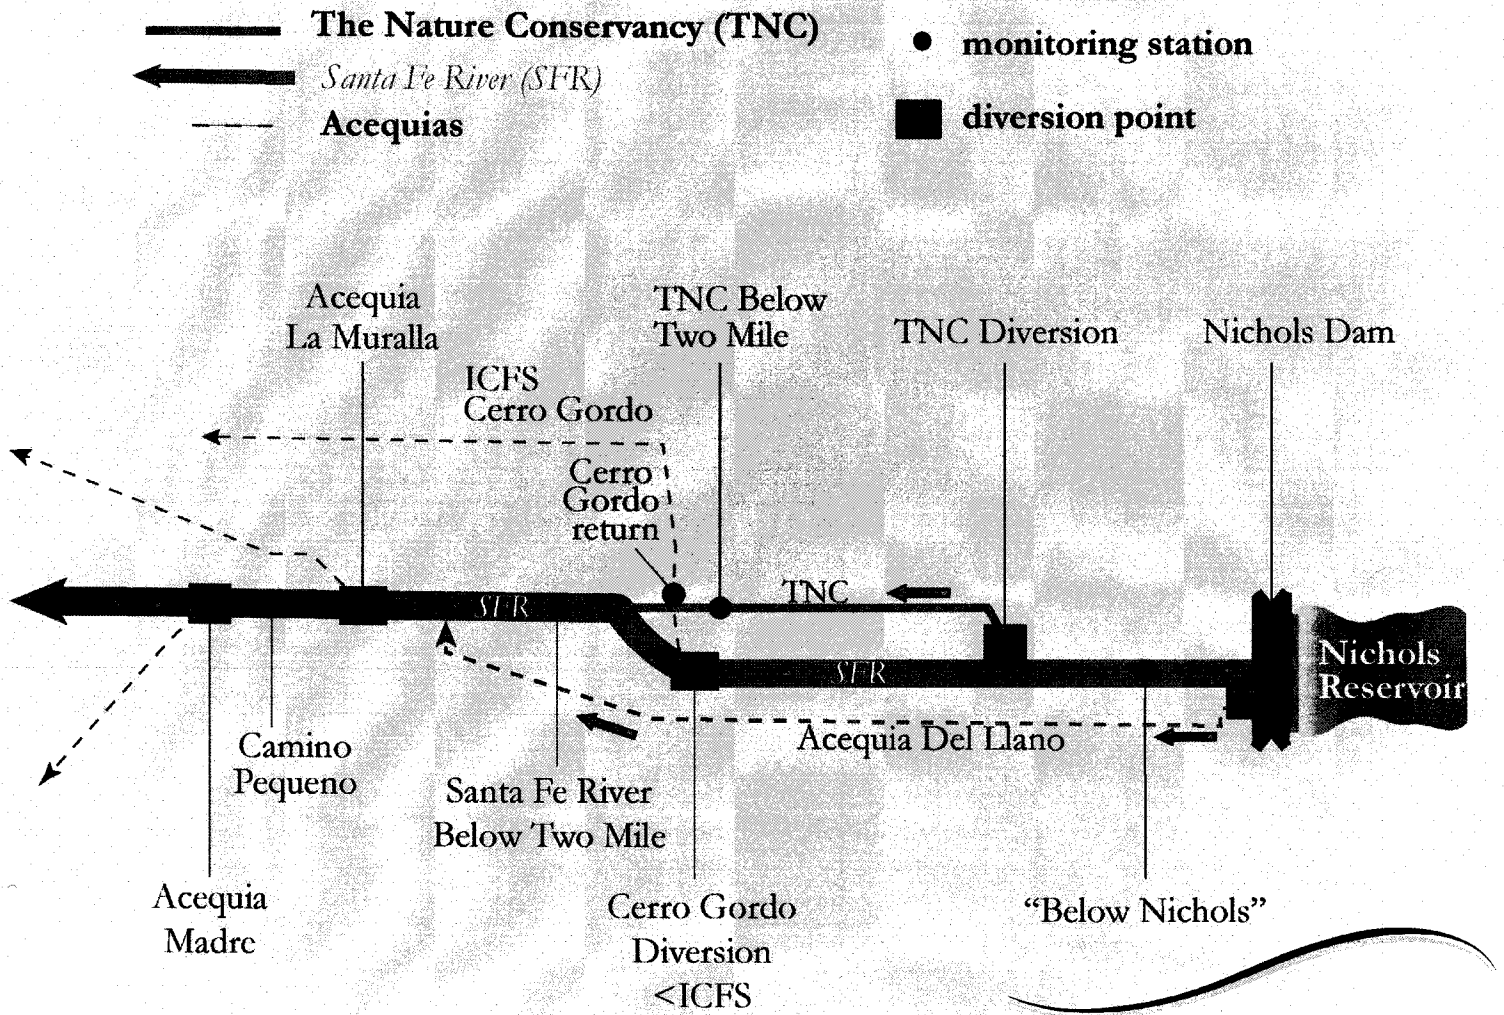 The Nature Conservancy (TNC)
Santa Fe River (SFR)
Acequias
monitoring station
diversion point
Acequia
La Muralla
TNC Below
Two Mile
TNC Diversion
Nichols Dam
ICFS
Cerro Gordo
Cerro
Gordo
return
TNC
SFR
SFR
Nichols
Reservoir
Acequia Del Llano
Camino
Pequeno
Santa Fe River
Below Two Mile
Acequia
Madre
Cerro Gordo
Diversion
<ICFS
“Below Nichols”